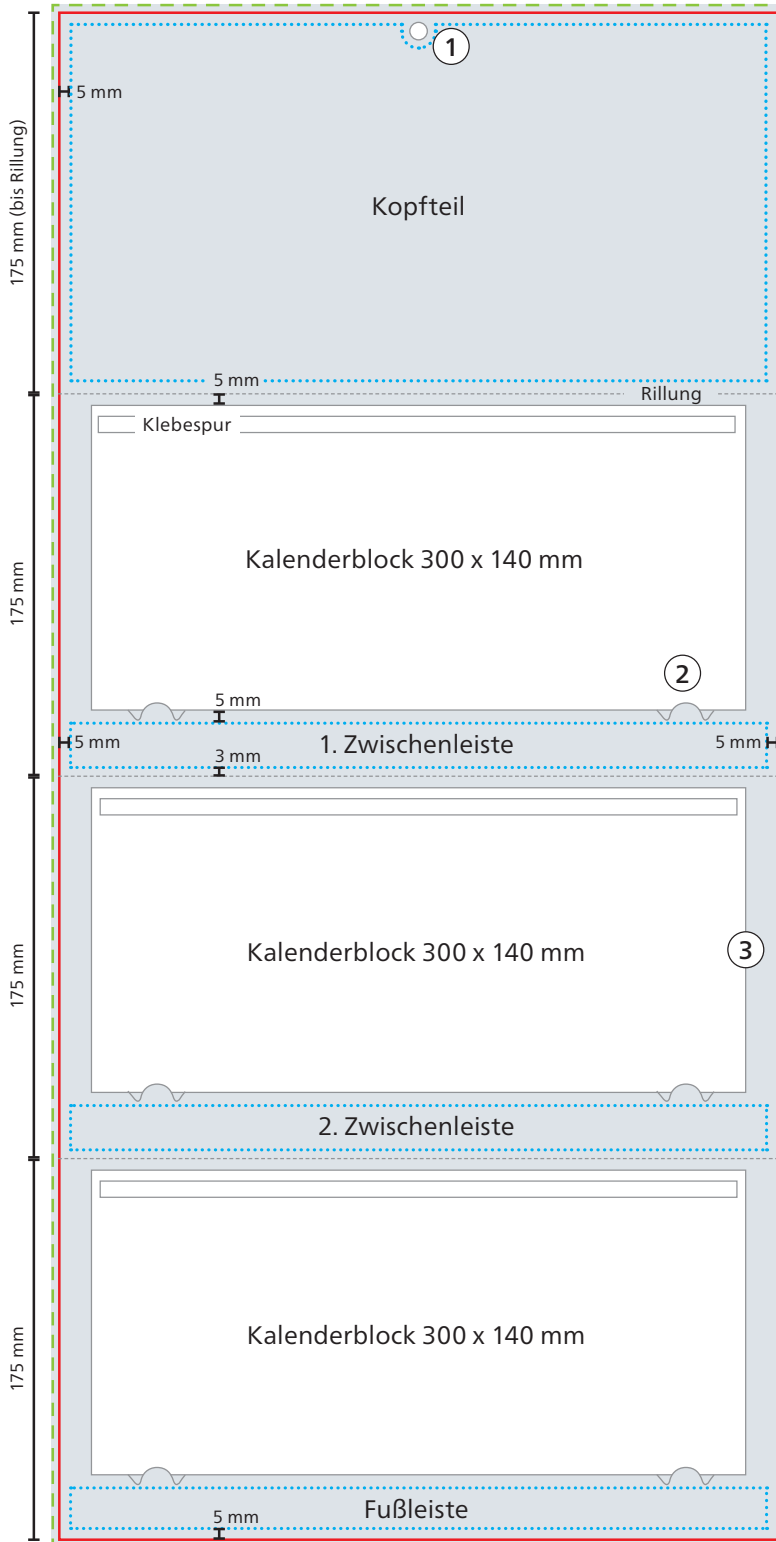 1
5 mm
175 mm (bis Rillung)
Kopfteil
5 mm
Rillung
Klebespur
Kalenderblock 300 x 140 mm
175 mm
2
5 mm
5 mm
1. Zwischenleiste
5 mm
3 mm
Kalenderblock 300 x 140 mm
3
175 mm
2. Zwischenleiste
Kalenderblock 300 x 140 mm
175 mm
Fußleiste
5 mm